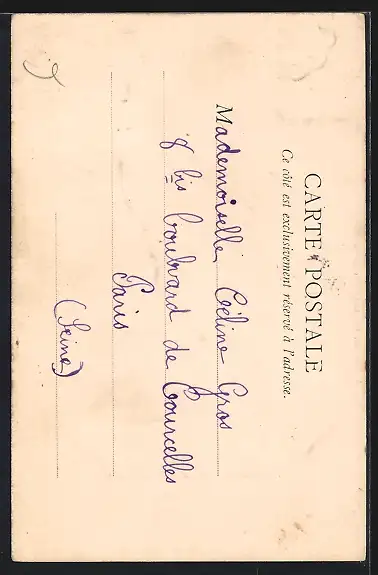 CARTE POSTALE
Ce côté est exclusivement réservé à l'adresse.
Mademoiselle Céline Gros
8 bis boulevard de Courcelles
Paris
(Seine)